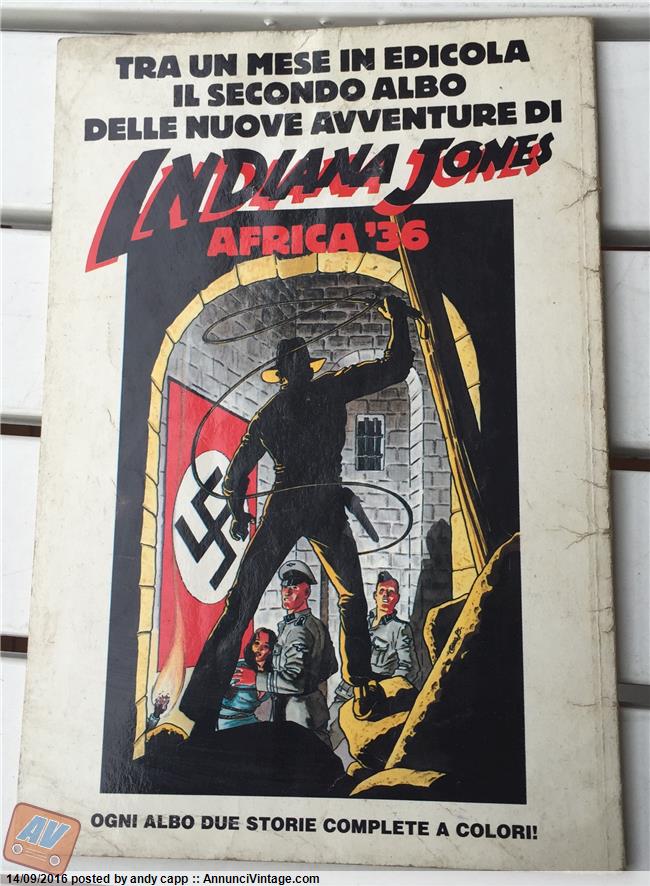 TRA UN MESE IN EDICOLA
IL SECONDO ALBO
DELLE NUOVE AVVENTURE DI
INDIANA JONES
AFRICA '36
OGNI ALBO DUE STORIE COMPLETE A COLORI!
AV
14/09/2016 posted by andy capp :: AnnunciVintage.com